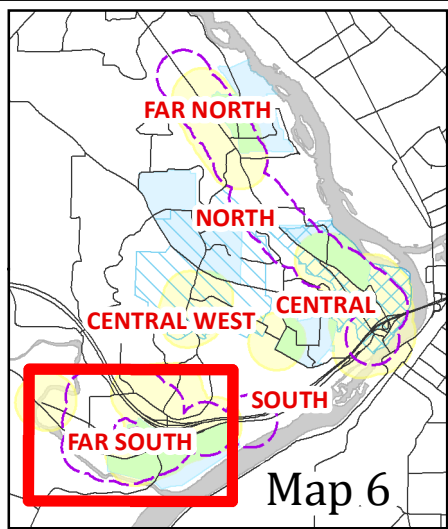 FAR NORTH
NORTH
CENTRAL
CENTRAL WEST
SOUTH
FAR SOUTH
Map 6